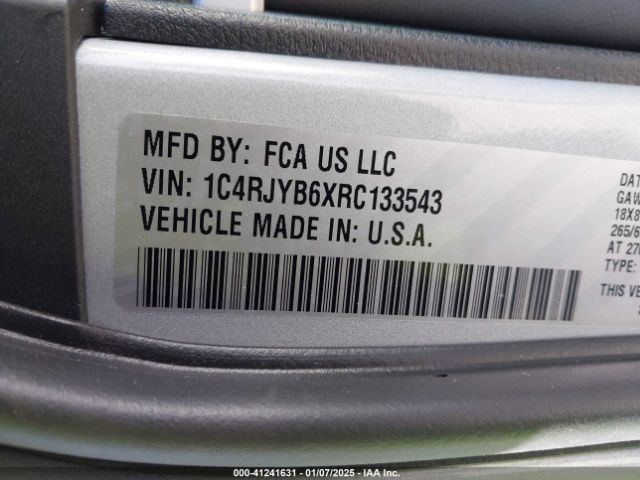 MFD BY: FCA US LLC
VIN: 1C4RJYB6XRC133543
VEHICLE MADE IN: U.S.A.
DAT
GAW
18X8
265/6
AT 270
TYPE:
THIS VE
000-41241631 - 01/07/2025 - IAA Inc.